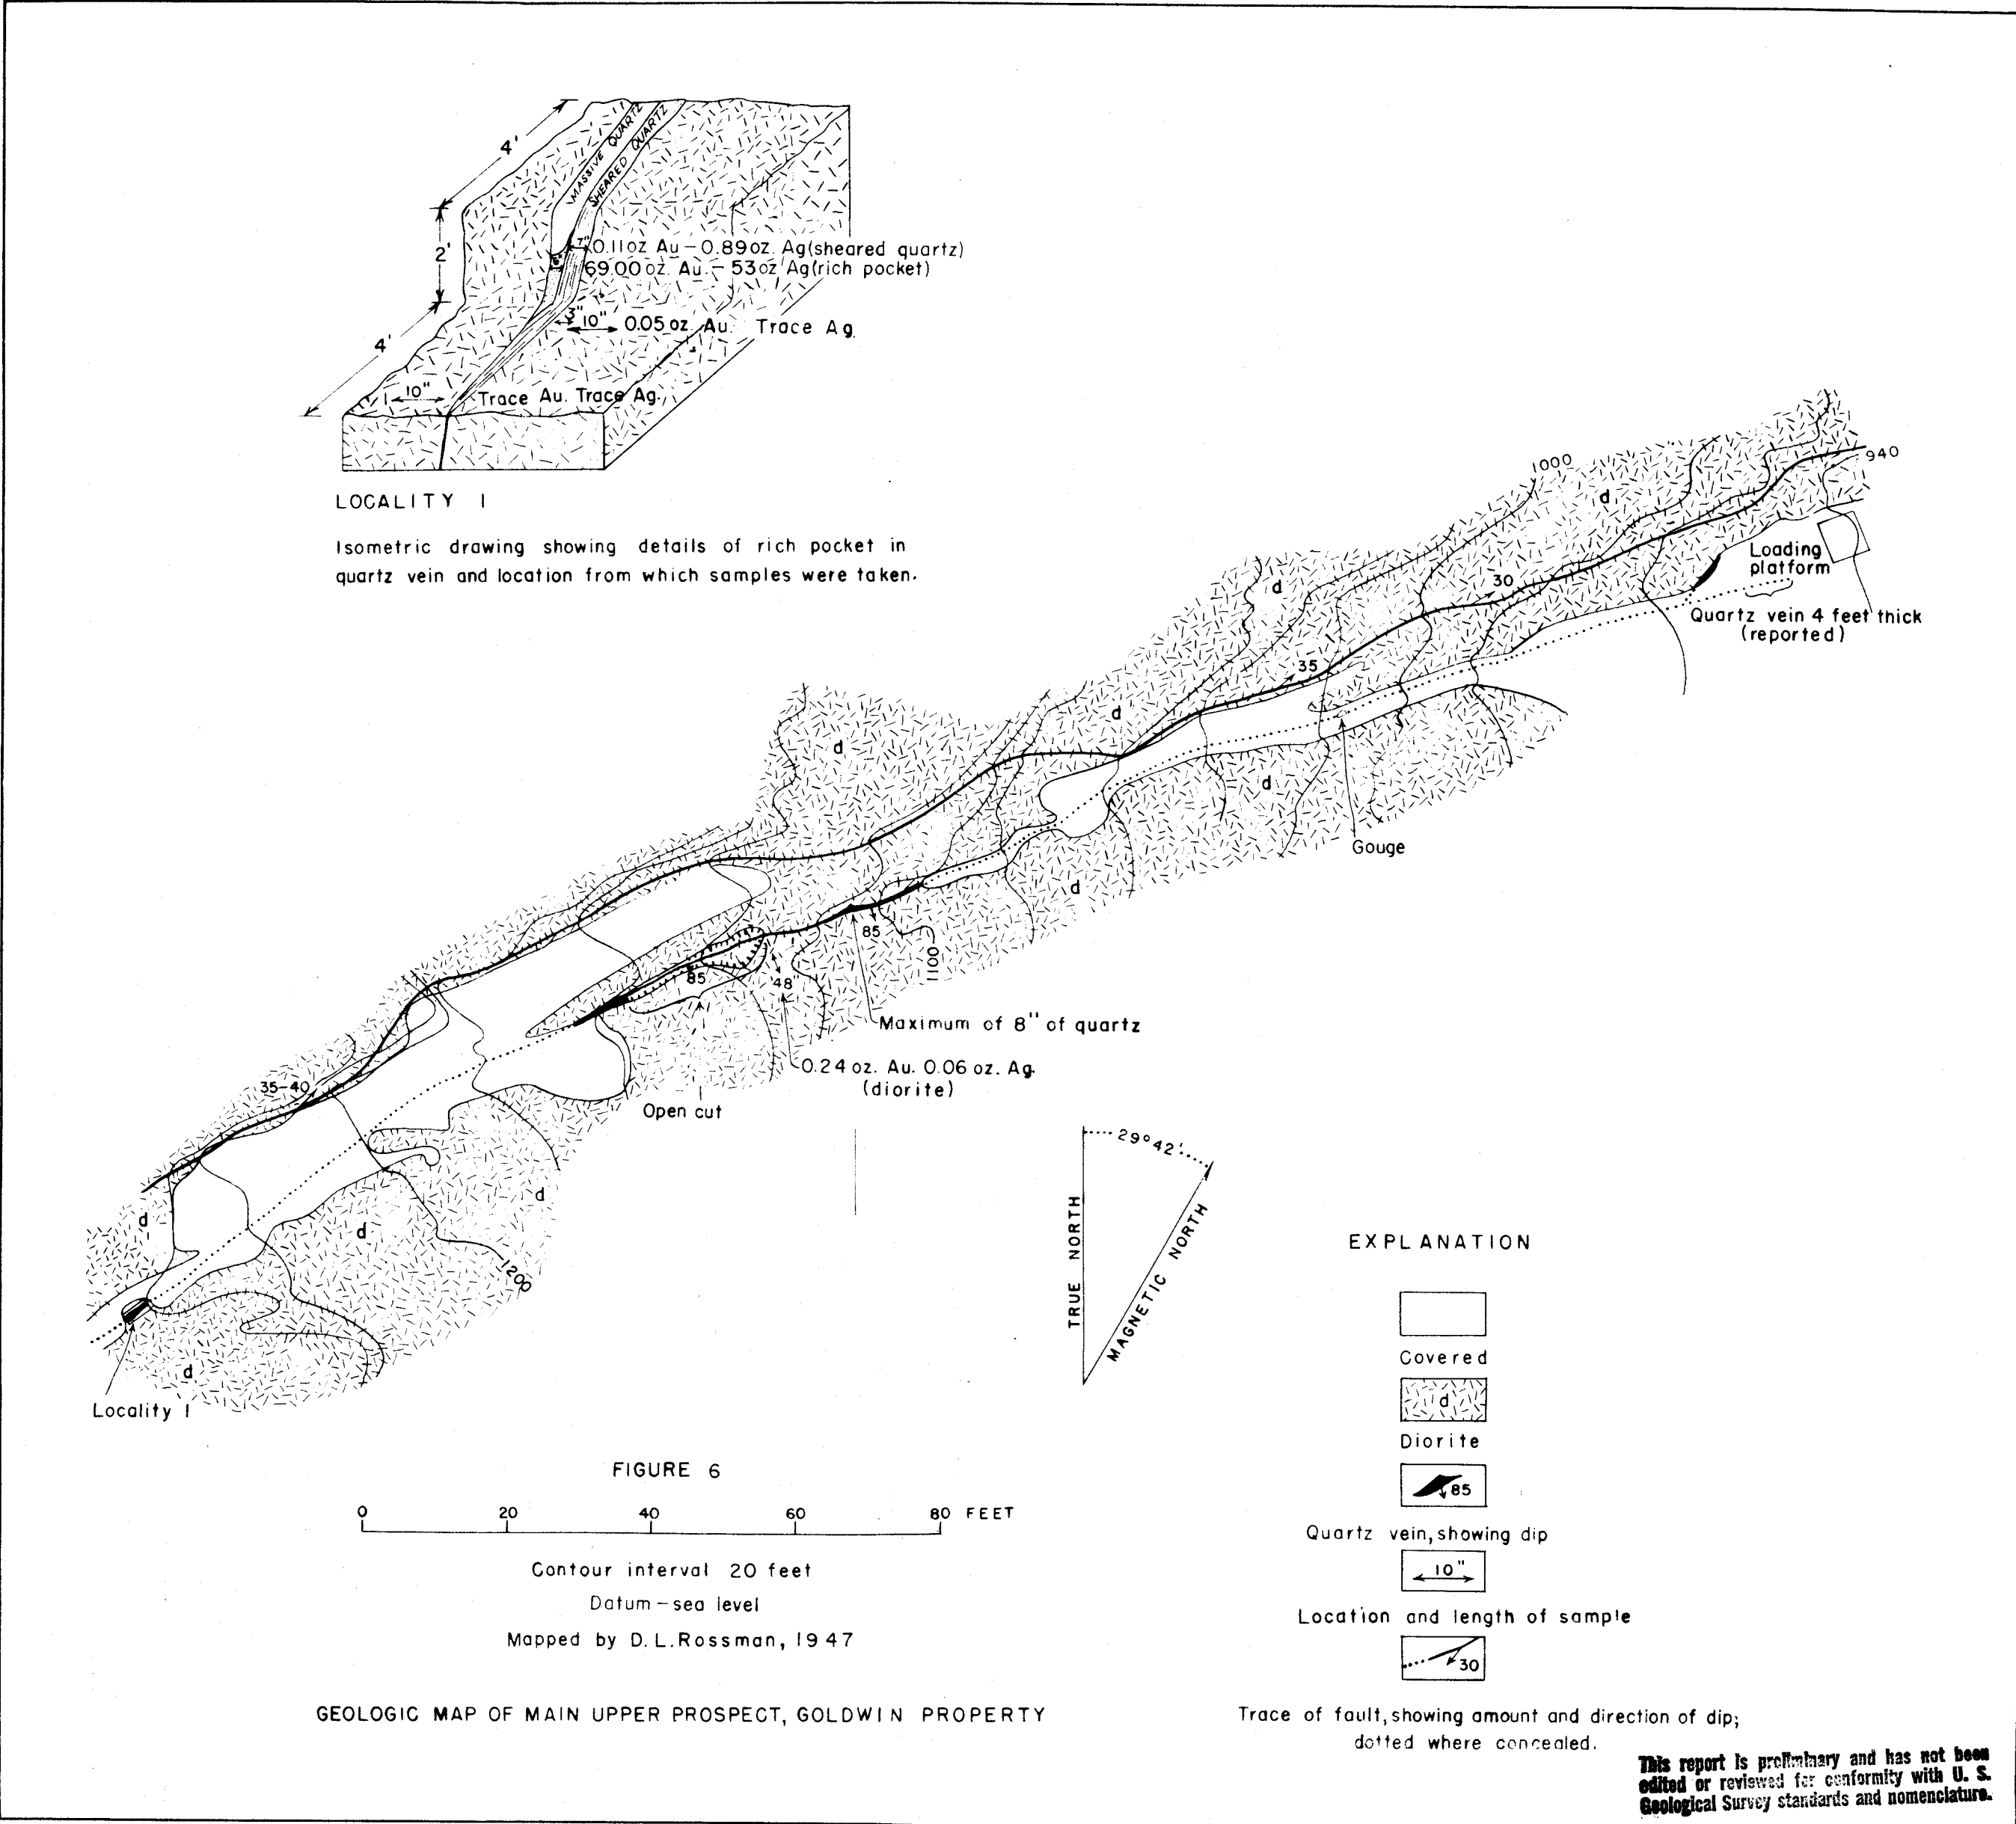 4'
MASSIVE QUARTZ
SHEARED QUARTZ
2'
7"
0.11oz Au – 0.89oz. Ag(sheared quartz)
6"
69.00oz. Au. – 53oz Ag(rich pocket)
3"
10"
0.05 oz. Au. Trace Ag.
4'
10"
Trace Au. Trace Ag.
LOCALITY 1
Isometric drawing showing details of rich pocket in
quartz vein and location from which samples were taken.
1000
940
d
Loading
platform
30
d
Quartz vein 4 feet thick
(reported)
35
d
d
d
Gouge
d
85
1100
85
48"
Maximum of 8" of quartz
0.24 oz. Au. 0.06 oz. Ag.
(diorite)
35-40
Open cut
29°42'
TRUE NORTH
MAGNETIC NORTH
d
d
d
1200
d
Locality 1
EXPLANATION
Covered
d
Diorite
85
Quartz vein, showing dip
10"
Location and length of sample
30
Trace of fault, showing amount and direction of dip;
dotted where concealed.
FIGURE 6
0 20 40 60 80 FEET
Contour interval 20 feet
Datum – sea level
Mapped by D. L. Rossman, 1947
GEOLOGIC MAP OF MAIN UPPER PROSPECT, GOLDWIN PROPERTY
This report is preliminary and has not been
edited or reviewed for conformity with U. S.
Geological Survey standards and nomenclature.